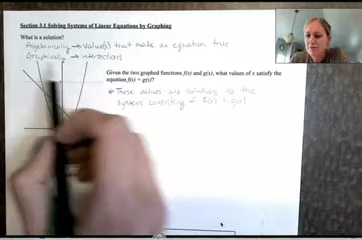 Section 3.1 Solving Systems of Linear Equations by Graphing
What is a solution?
Algebraically → value(s) that make an equation true
Graphically → intersections
Given the two graphed functions f(x) and g(x), what values of x satisfy the
equation f(x) = g(x)?
* These values are solutions to the
system consisting of f(x) + g(x)